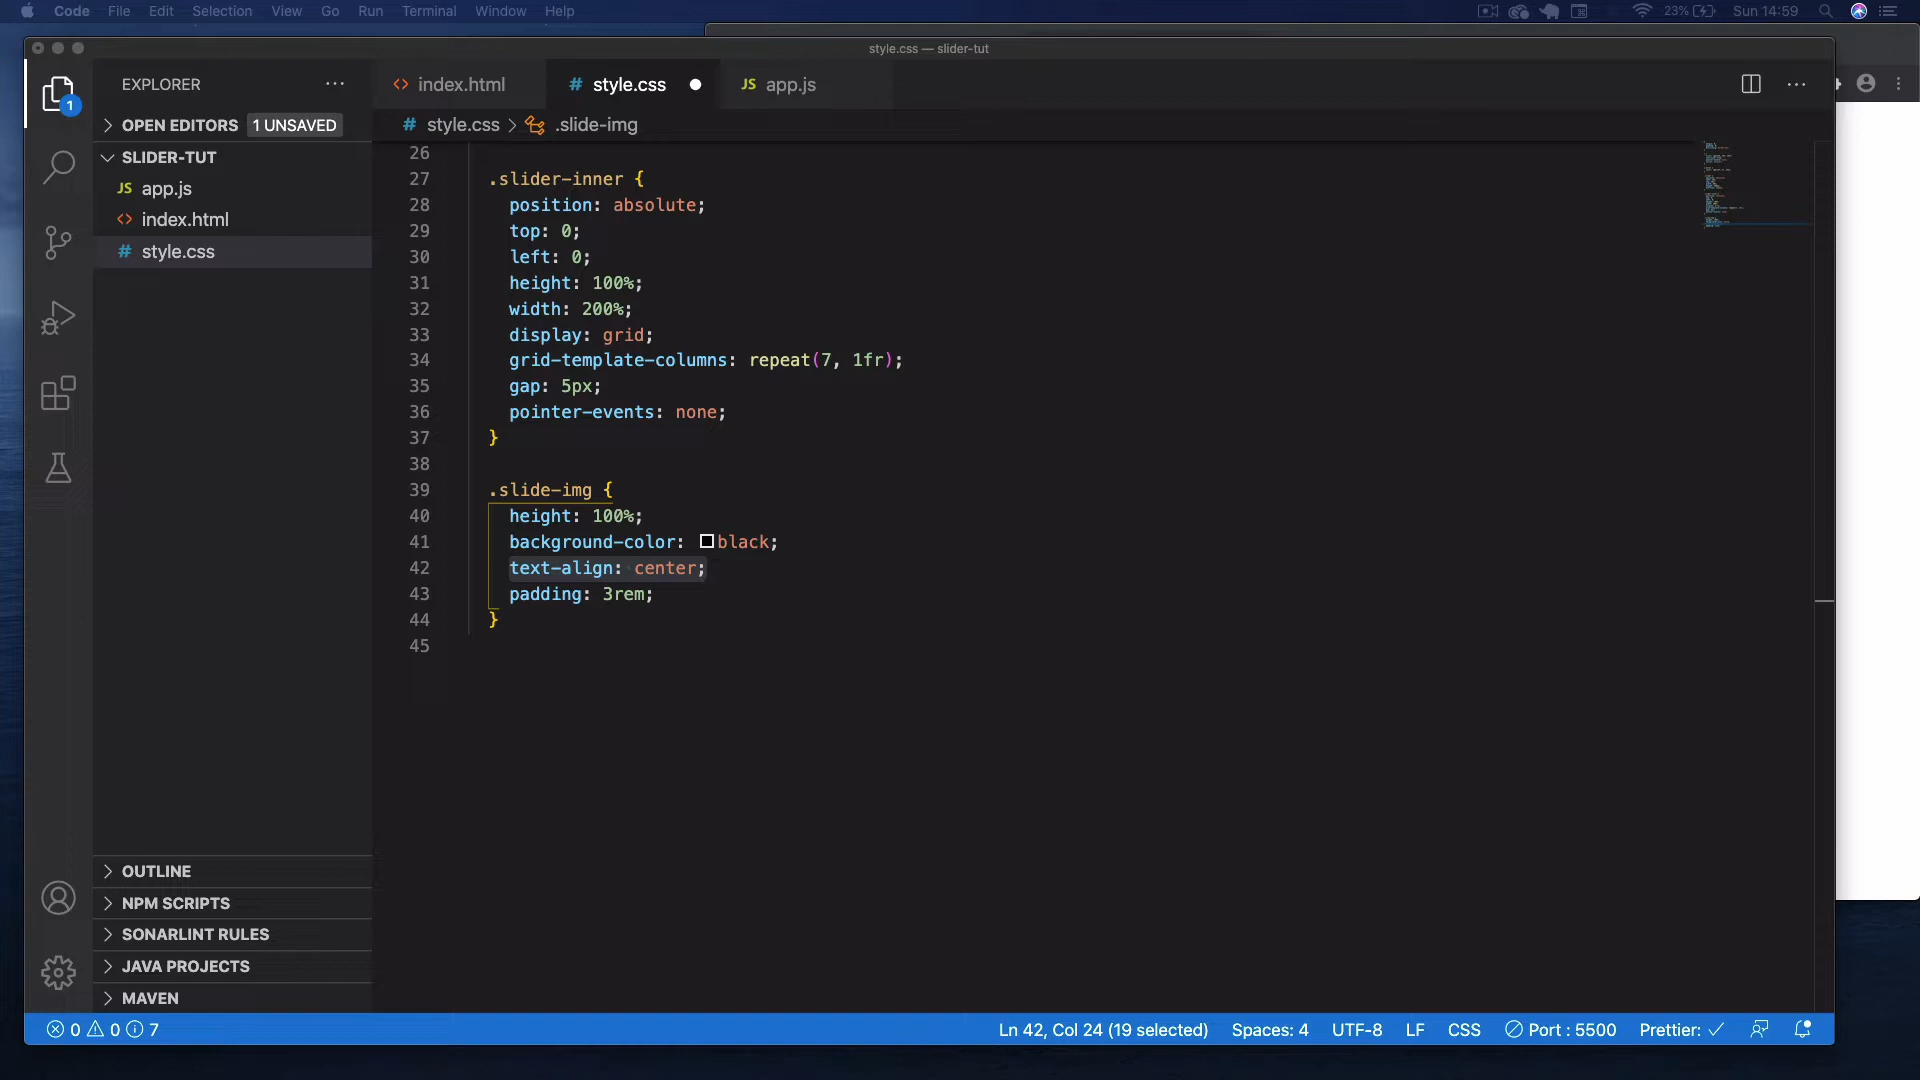 Code File Edit Selection View Go Run Terminal Window Help 23% Sun 14:59
style.css — slider-tut
EXPLORER
index.html style.css app.js
OPEN EDITORS 1 UNSAVED
style.css > .slide-img
SLIDER-TUT
app.js
index.html
style.css
26
27 .slider-inner {
28 position: absolute;
29 top: 0;
30 left: 0;
31 height: 100%;
32 width: 200%;
33 display: grid;
34 grid-template-columns: repeat(7, 1fr);
35 gap: 5px;
36 pointer-events: none;
37 }
38
39 .slide-img {
40 height: 100%;
41 background-color: black;
42 text-align: center;
43 padding: 3rem;
44 }
45
OUTLINE
NPM SCRIPTS
SONARLINT RULES
JAVA PROJECTS
MAVEN
0 0 7 Ln 42, Col 24 (19 selected) Spaces: 4 UTF-8 LF CSS Port : 5500 Prettier: ✓
1